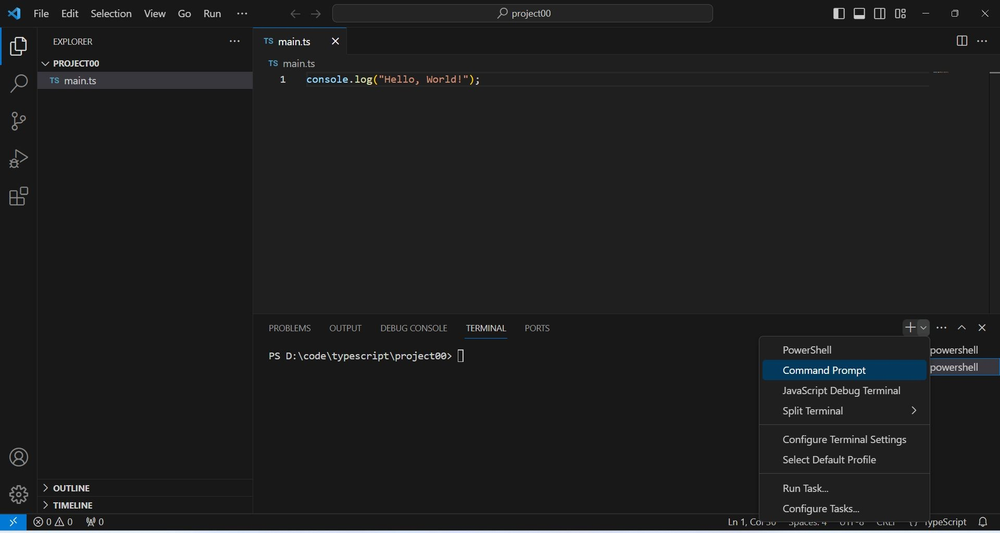 File Edit Selection View Go Run
project00
EXPLORER
PROJECT00
TS main.ts
TS main.ts
TS main.ts
1 console.log("Hello, World!");
PROBLEMS OUTPUT DEBUG CONSOLE TERMINAL PORTS
PS D:\code\typescript\project00>
powershell
powershell
PowerShell
Command Prompt
JavaScript Debug Terminal
Split Terminal
Configure Terminal Settings
Select Default Profile
Run Task...
Configure Tasks...
OUTLINE
TIMELINE
0 0 0
Ln 1, Col 30 Spaces: 4 UTF-8 CRLF {} TypeScript